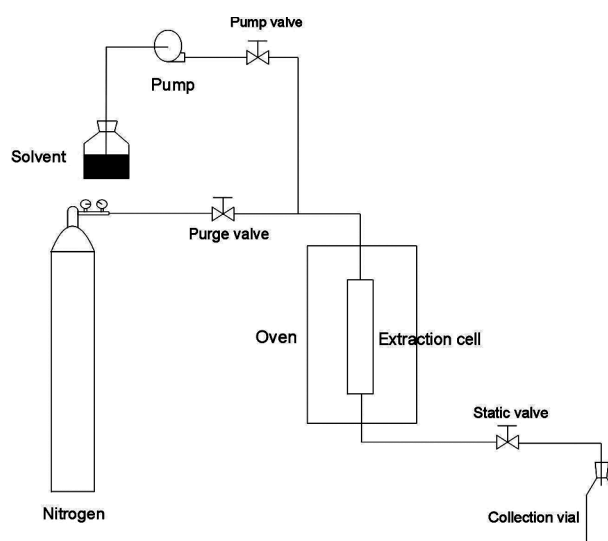 Pump valve
Pump
Solvent
Purge valve
Oven
Extraction cell
Static valve
Nitrogen
Collection vial